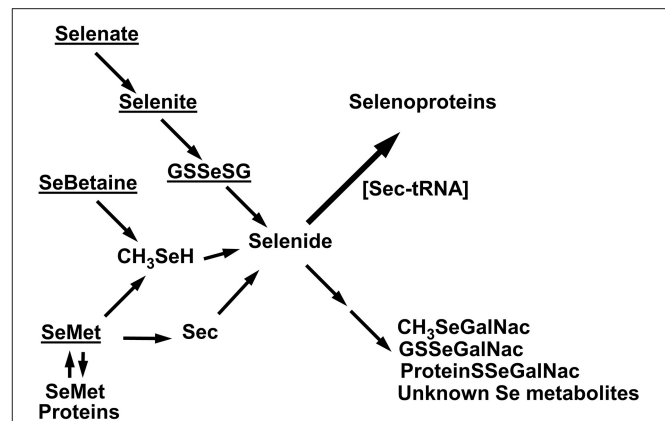 Selenate
Selenite
Selenoproteins
GSSeSG
SeBetaine
[Sec-tRNA]
Selenide
CH₃SeH
SeMet
Sec
CH₃SeGalNac
GSSeGalNac
ProteinSSeGalNac
Unknown Se metabolites
SeMet
Proteins